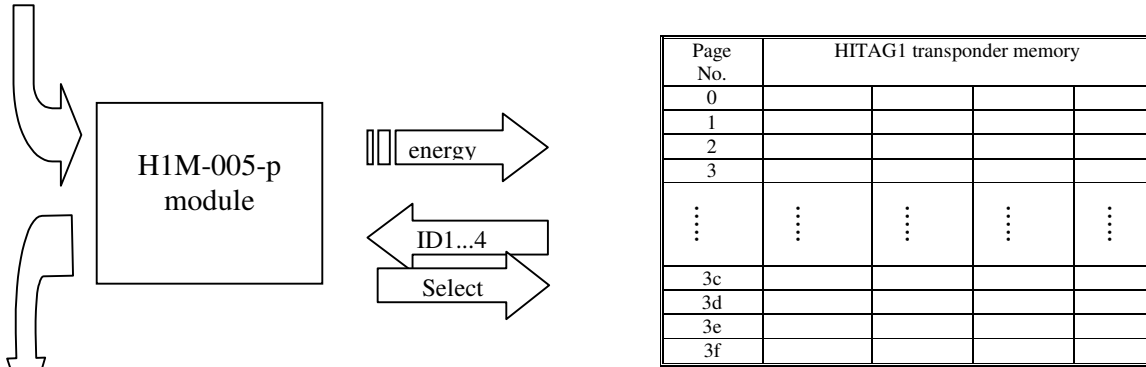 H1M-005-p
module
energy
ID1...4
Select
Page
No.
HITAG1 transponder memory
0
1
2
3
3c
3d
3e
3f